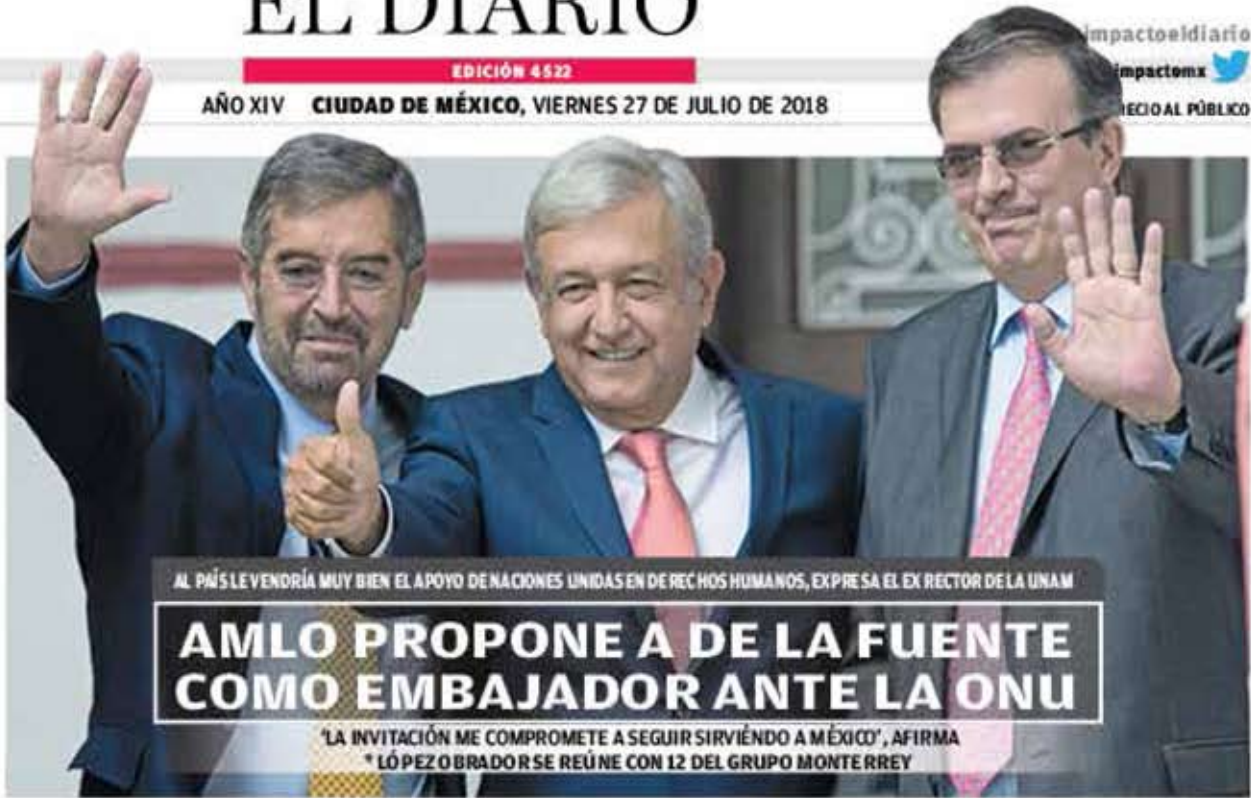 EL DIARIO
impactoeldiario
EDICIÓN 4522
impactomx
AÑO XIV CIUDAD DE MÉXICO, VIERNES 27 DE JULIO DE 2018
AL PAÍS LE VENDRÍA MUY BIEN EL APOYO DE NACIONES UNIDAS EN DERECHOS HUMANOS, EXPRESA EL EX RECTOR DE LA UNAM
AMLO PROPONE A DE LA FUENTE
COMO EMBAJADOR ANTE LA ONU
'LA INVITACIÓN ME COMPROMETE A SEGUIR SIRVIENDO A MÉXICO', AFIRMA
* LÓPEZ OBRADOR SE REÚNE CON 12 DEL GRUPO MONTERREY